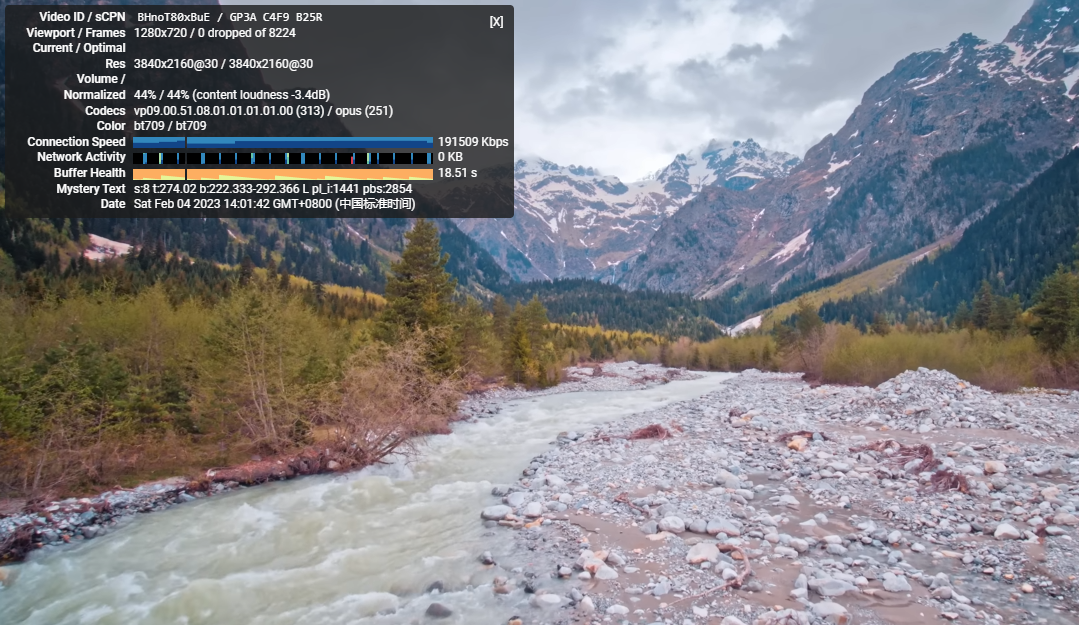 Video ID / sCPN BHnoT80xBuE / GP3A C4F9 B25R
[X]
Viewport / Frames 1280x720 / 0 dropped of 8224
Current / Optimal
Res 3840x2160@30 / 3840x2160@30
Volume /
Normalized 44% / 44% (content loudness -3.4dB)
Codecs vp09.00.51.08.01.01.01.01.00 (313) / opus (251)
Color bt709 / bt709
Connection Speed 191509 Kbps
Network Activity 0 KB
Buffer Health 18.51 s
Mystery Text s:8 t:274.02 b:222.333-292.366 L pl_i:1441 pbs:2854
Date Sat Feb 04 2023 14:01:42 GMT+0800 (中国标准时间)